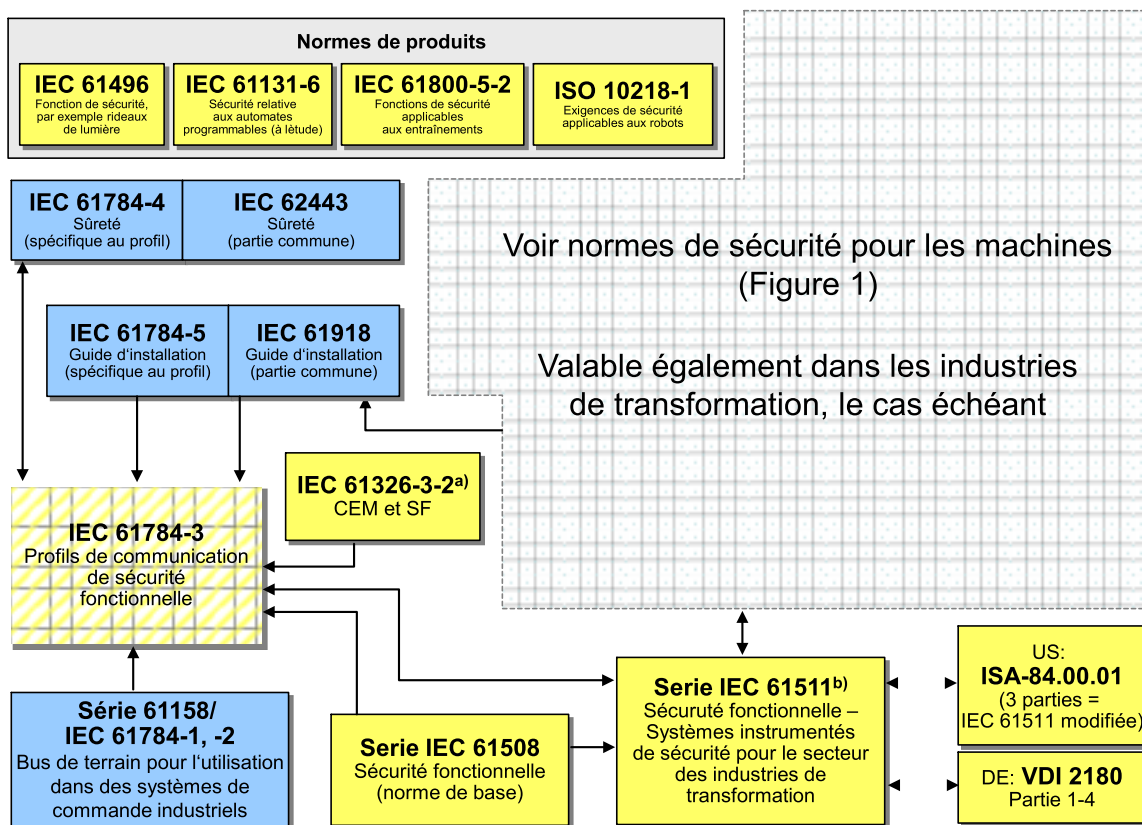 Normes de produits
IEC 61496
Fonction de sécurité,
par exemple rideaux
de lumière
IEC 61131-6
Sécurité relative
aux automates
programmables (à lètude)
IEC 61800-5-2
Fonctions de sécurité
applicables
aux entraînements
ISO 10218-1
Exigences de sécurité
applicables aux robots
IEC 61784-4
Sûreté
(spécifique au profil)
IEC 62443
Sûreté
(partie commune)
Voir normes de sécurité pour les machines
(Figure 1)
Valable également dans les industries
de transformation, le cas échéant
IEC 61784-5
Guide d‘installation
(spécifique au profil)
IEC 61918
Guide d‘installation
(partie commune)
IEC 61326-3-2a)
CEM et SF
IEC 61784-3
Profils de communication
de sécurité
fonctionnelle
Série 61158/
IEC 61784-1, -2
Bus de terrain pour l‘utilisation
dans des systèmes de
commande industriels
Serie IEC 61508
Sécurité fonctionnelle
(norme de base)
Serie IEC 61511b)
Sécuruté fonctionnelle –
Systèmes instrumentés
de sécurité pour le secteur
des industries de
transformation
US:
ISA-84.00.01
(3 parties =
IEC 61511 modifiée)
DE: VDI 2180
Partie 1-4